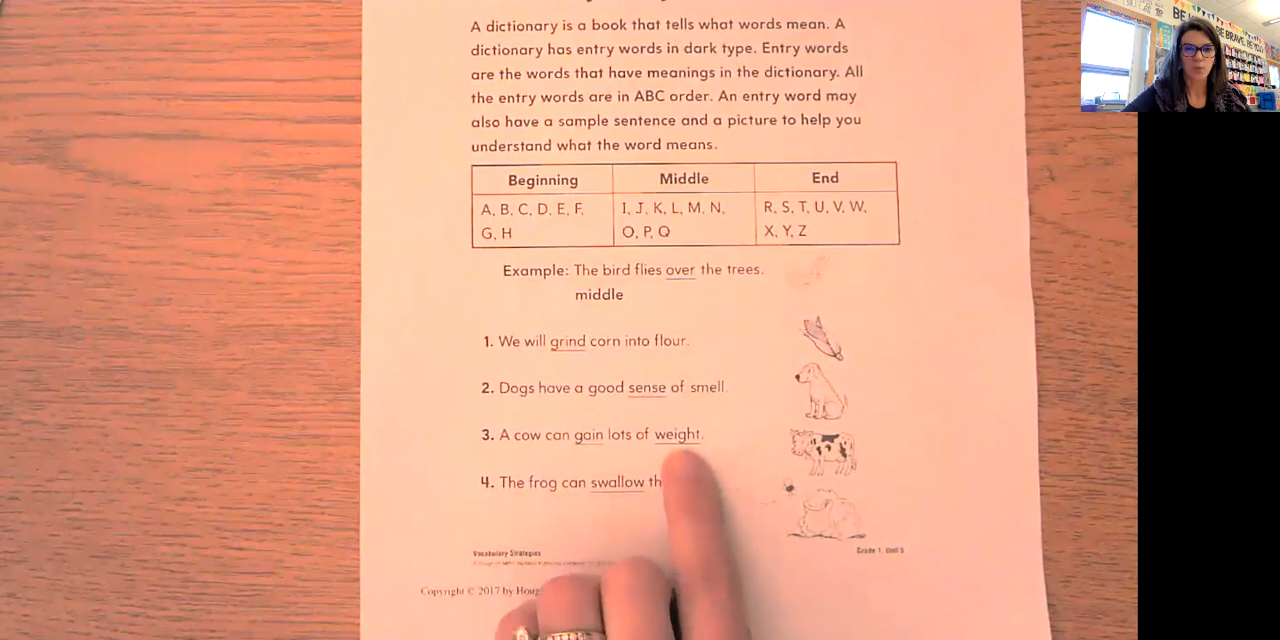 A dictionary is a book that tells what words mean. A
dictionary has entry words in dark type. Entry words
are the words that have meanings in the dictionary. All
the entry words are in ABC order. An entry word may
also have a sample sentence and a picture to help you
understand what the word means.
Beginning Middle End
A, B, C, D, E, F, I, J, K, L, M, N, R, S, T, U, V, W,
G, H O, P, Q X, Y, Z
Example: The bird flies over the trees.
middle
1. We will grind corn into flour.
2. Dogs have a good sense of smell.
3. A cow can gain lots of weight.
4. The frog can swallow th
Vocabulary Strategies
Grade 1, Unit 5
Copyright © 2017 by Houg
BE BRAVE. BE YOU